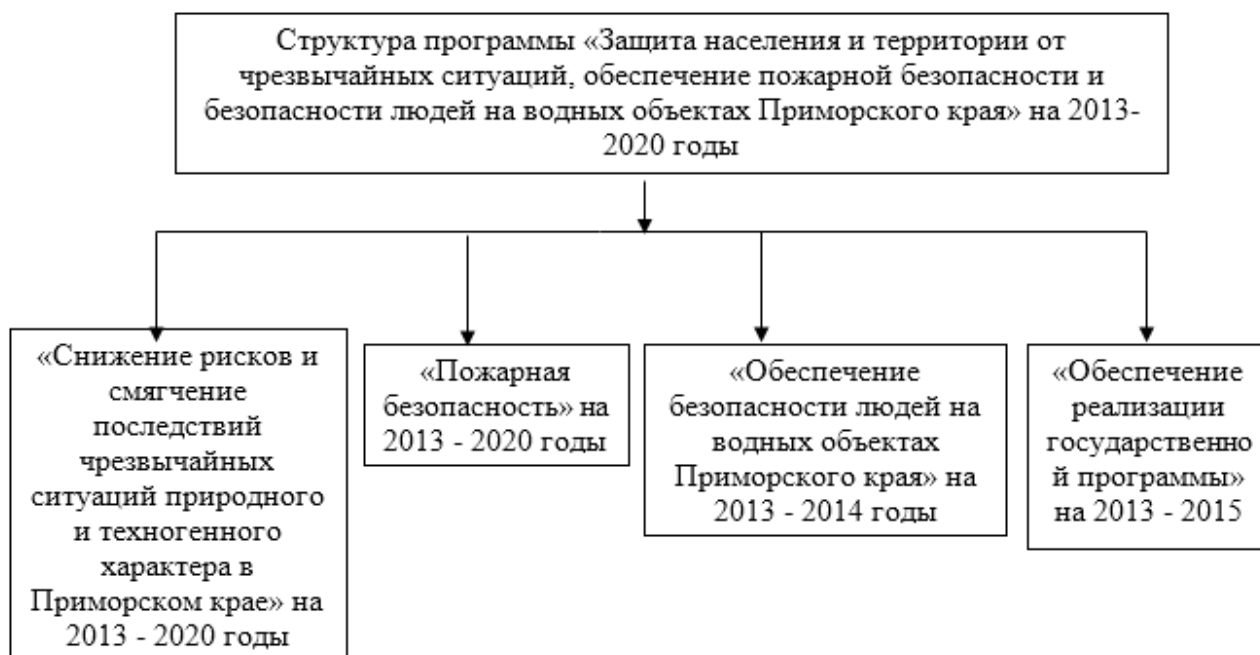 Структура программы «Защита населения и территории от
чрезвычайных ситуаций, обеспечение пожарной безопасности и
безопасности людей на водных объектах Приморского края» на 2013-
2020 годы
«Снижение рисков и
смягчение
последствий
чрезвычайных
ситуаций природного
и техногенного
характера в
Приморском крае» на
2013 - 2020 годы
«Пожарная
безопасность» на
2013 - 2020 годы
«Обеспечение
безопасности людей на
водных объектах
Приморского края» на
2013 - 2014 годы
«Обеспечение
реализации
государственно
й программы»
на 2013 - 2015